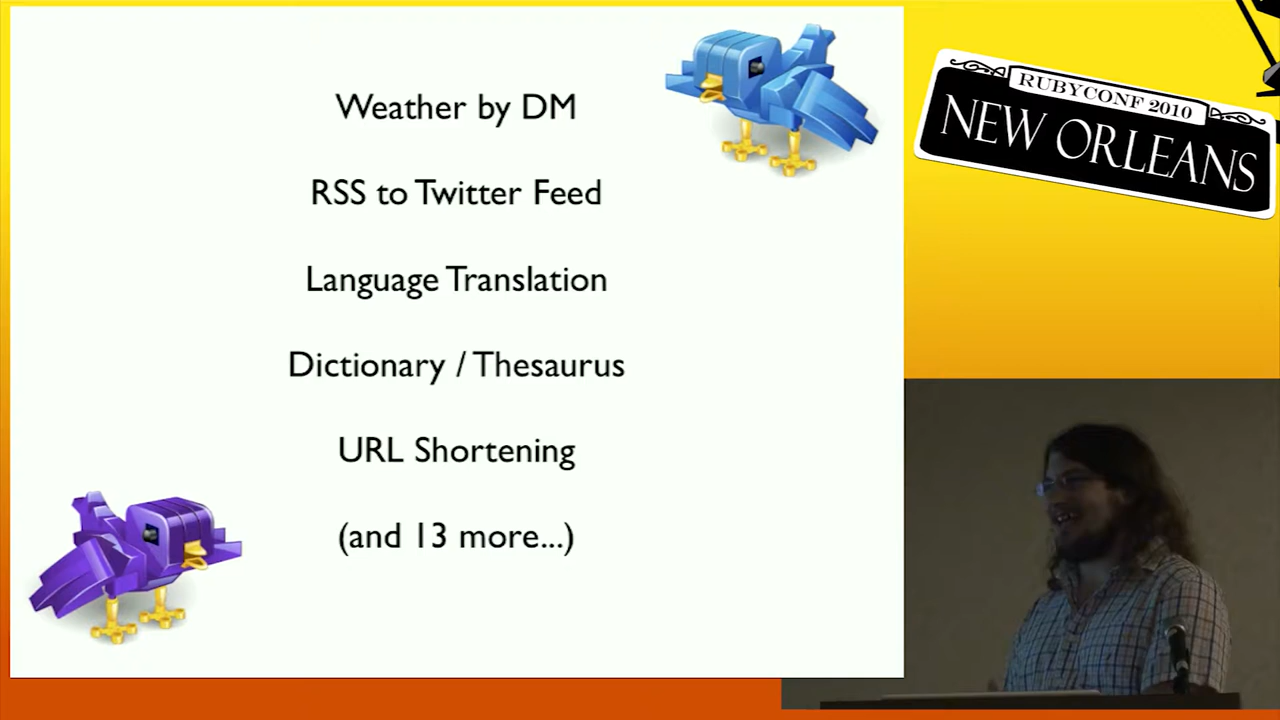 Weather by DM
RSS to Twitter Feed
Language Translation
Dictionary / Thesaurus
URL Shortening
(and 13 more...)
RUBYCONF 2010
NEW ORLEANS